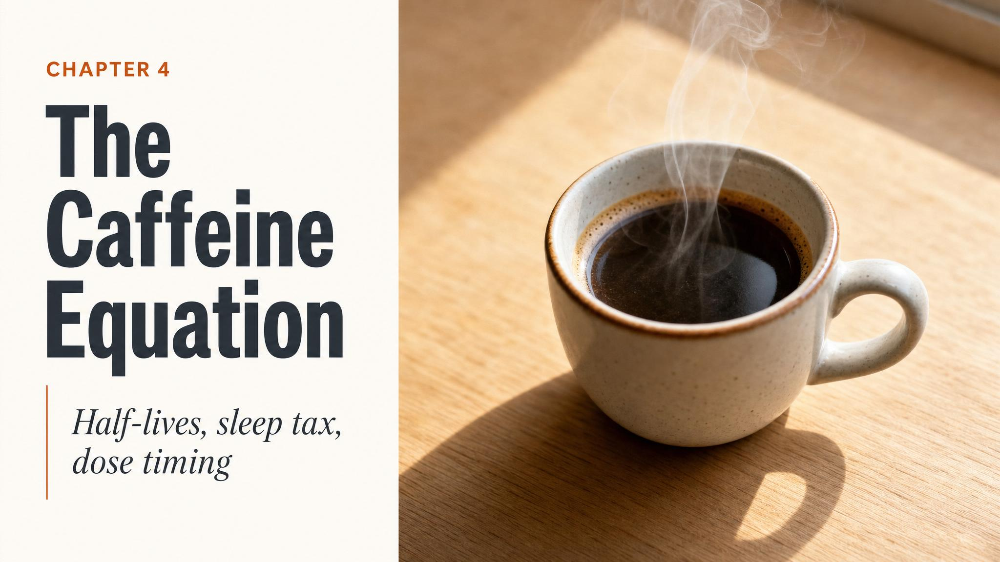 CHAPTER 4
The
Caffeine
Equation
Half-lives, sleep tax,
dose timing